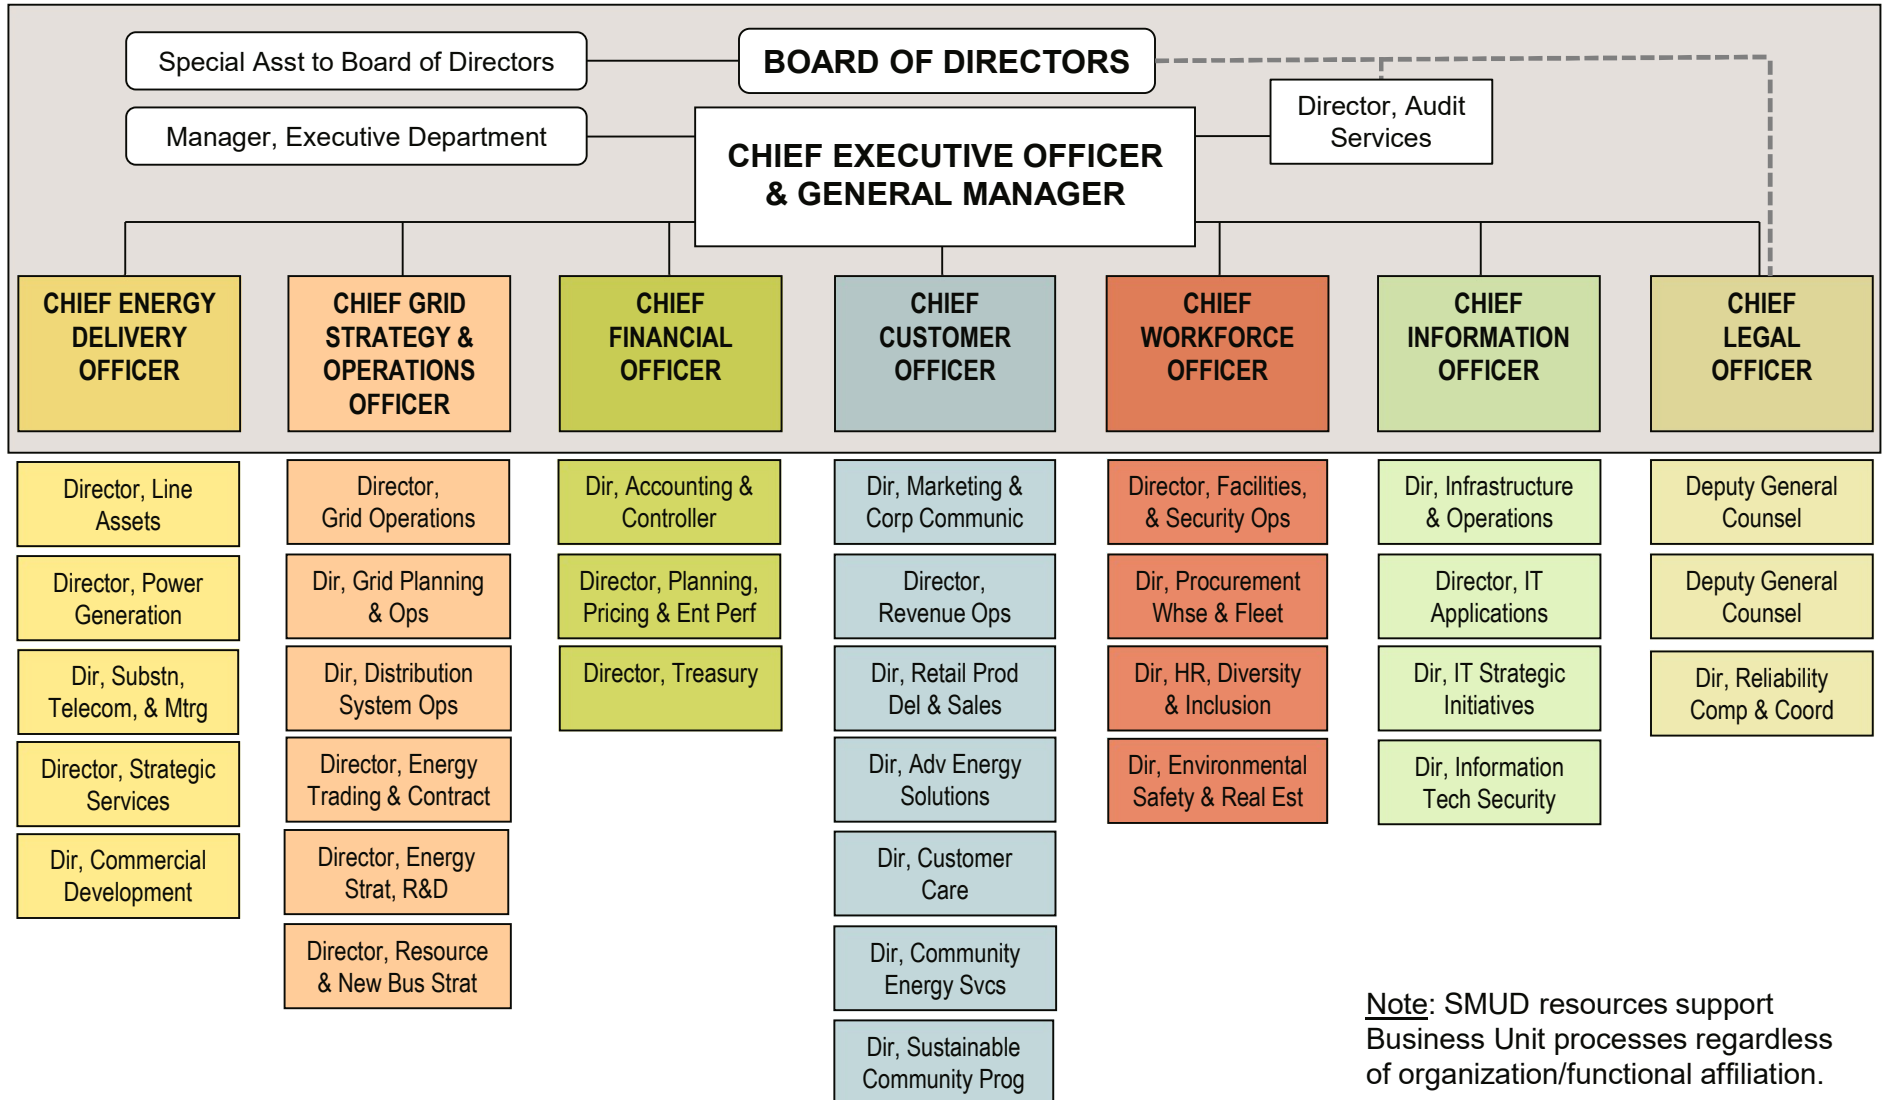 Special Asst to Board of Directors
BOARD OF DIRECTORS
Manager, Executive Department
CHIEF EXECUTIVE OFFICER
& GENERAL MANAGER
Director, Audit
Services
CHIEF ENERGY
DELIVERY
OFFICER
CHIEF GRID
STRATEGY &
OPERATIONS
OFFICER
CHIEF
FINANCIAL
OFFICER
CHIEF
CUSTOMER
OFFICER
CHIEF
WORKFORCE
OFFICER
CHIEF
INFORMATION
OFFICER
CHIEF
LEGAL
OFFICER
Director, Line
Assets
Director, Power
Generation
Dir, Substn,
Telecom, & Mtrg
Director, Strategic
Services
Dir, Commercial
Development
Director,
Grid Operations
Dir, Grid Planning
& Ops
Dir, Distribution
System Ops
Director, Energy
Trading & Contract
Director, Energy
Strat, R&D
Director, Resource
& New Bus Strat
Dir, Accounting &
Controller
Director, Planning,
Pricing & Ent Perf
Director, Treasury
Dir, Marketing &
Corp Communic
Director,
Revenue Ops
Dir, Retail Prod
Del & Sales
Dir, Adv Energy
Solutions
Dir, Customer
Care
Dir, Community
Energy Svcs
Dir, Sustainable
Community Prog
Director, Facilities,
& Security Ops
Dir, Procurement
Whse & Fleet
Dir, HR, Diversity
& Inclusion
Dir, Environmental
Safety & Real Est
Dir, Infrastructure
& Operations
Director, IT
Applications
Dir, IT Strategic
Initiatives
Dir, Information
Tech Security
Deputy General
Counsel
Deputy General
Counsel
Dir, Reliability
Comp & Coord
Note: SMUD resources support
Business Unit processes regardless
of organization/functional affiliation.